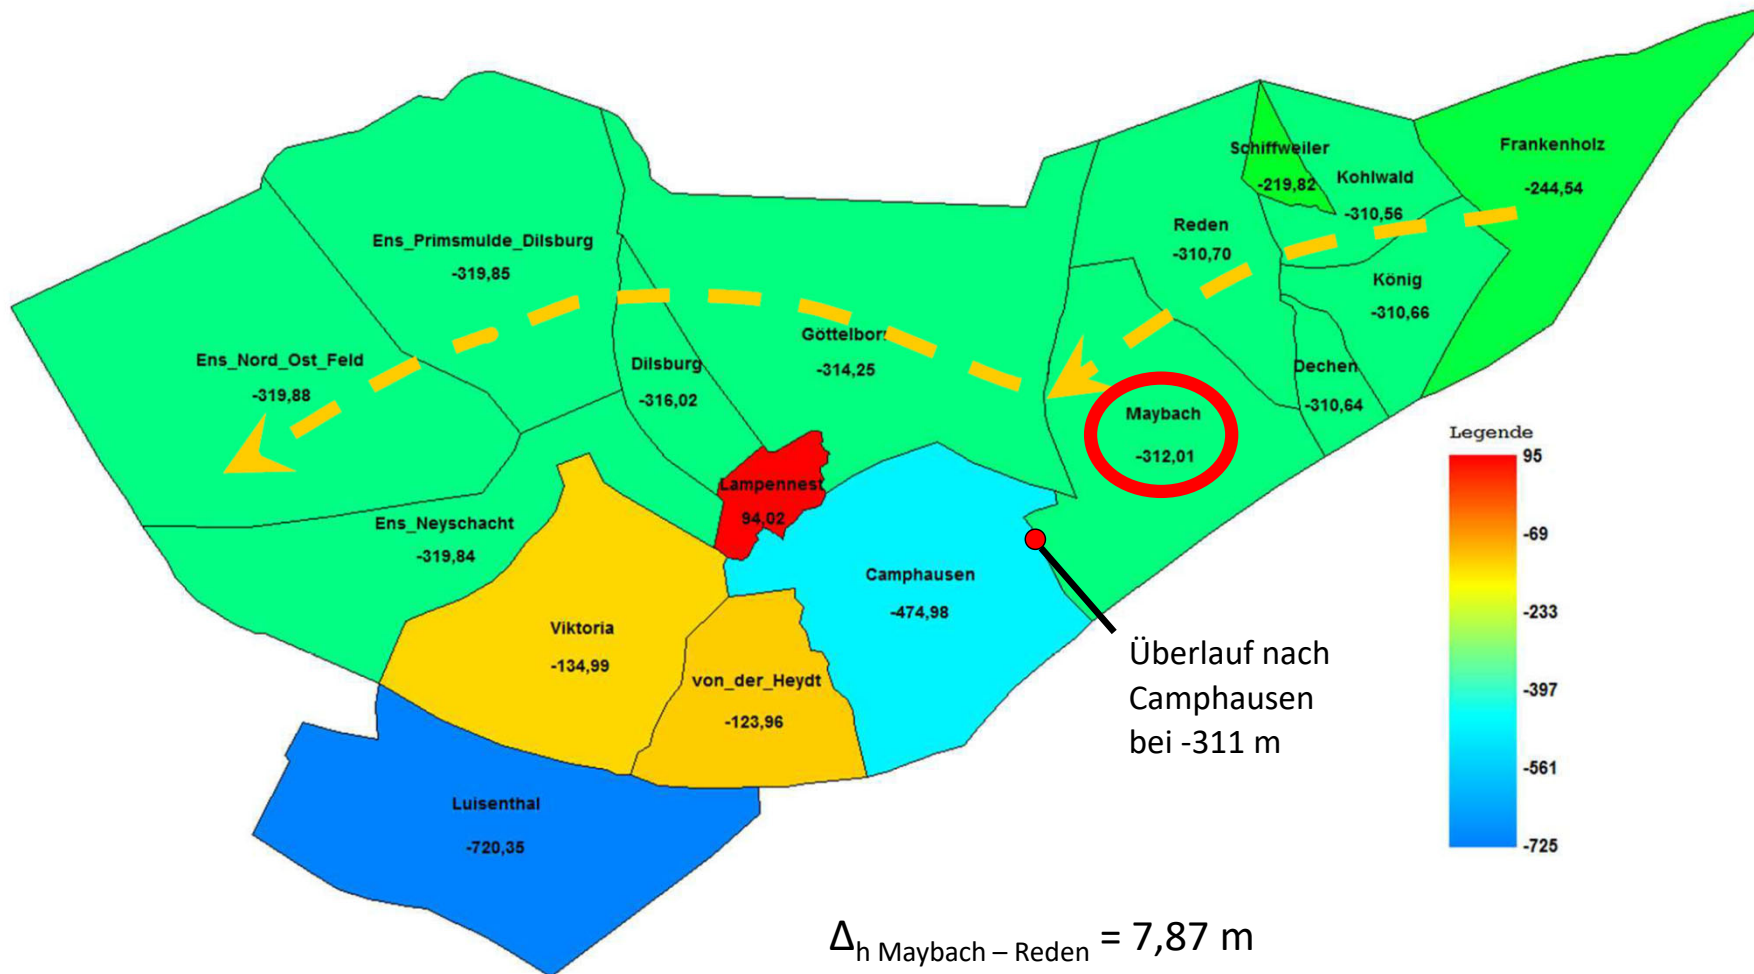 Schiffweiler
-219,82
Kohlwald
-310,56
Frankenholz
-244,54
Reden
-310,70
König
-310,66
Ens_Primsmulde_Dilsburg
-319,85
Göttelborn
-314,25
Ens_Nord_Ost_Feld
-319,88
Dilsburg
-316,02
Dechen
-310,64
Maybach
-312,01
Lampennest
94,02
Ens_Neyschacht
-319,84
Camphausen
-474,98
Viktoria
-134,99
von_der_Heydt
-123,96
Luisenthal
-720,35
Überlauf nach
Camphausen
bei -311 m
Legende
95
-69
-233
-397
-561
-725
Δh Maybach – Reden = 7,87 m